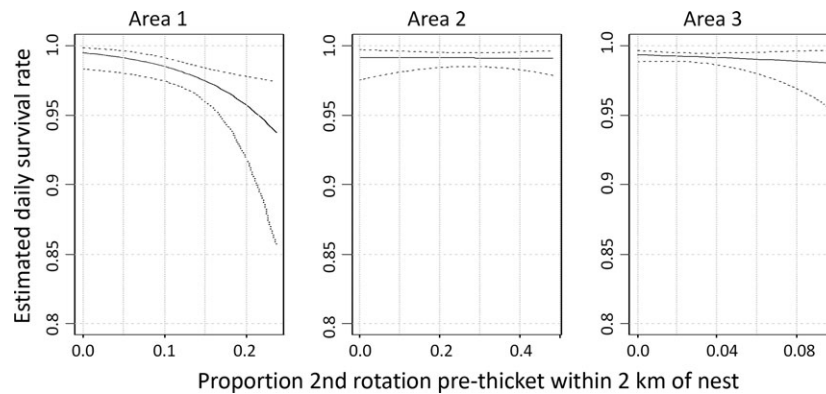 Area 1 Area 2 Area 3
Estimated daily survival rate
1.0 1.0 1.0
0.95 0.95 0.95
0.9 0.9 0.9
0.85 0.85 0.85
0.8 0.8 0.8
0.0 0.1 0.2 0.0 0.2 0.4 0.0 0.04 0.08
Proportion 2nd rotation pre-thicket within 2 km of nest